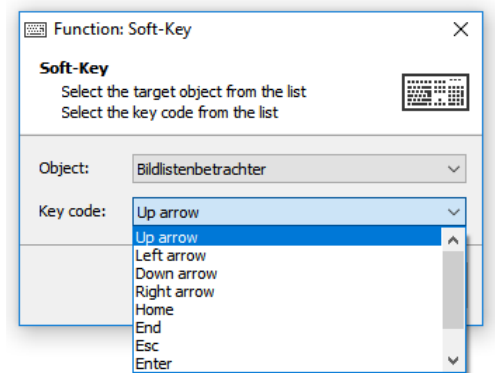 Function: Soft-Key
Soft-Key
Select the target object from the list
Select the key code from the list
Object: Bildlistenbetrachter
Key code: Up arrow
Up arrow
Left arrow
Down arrow
Right arrow
Home
End
Esc
Enter